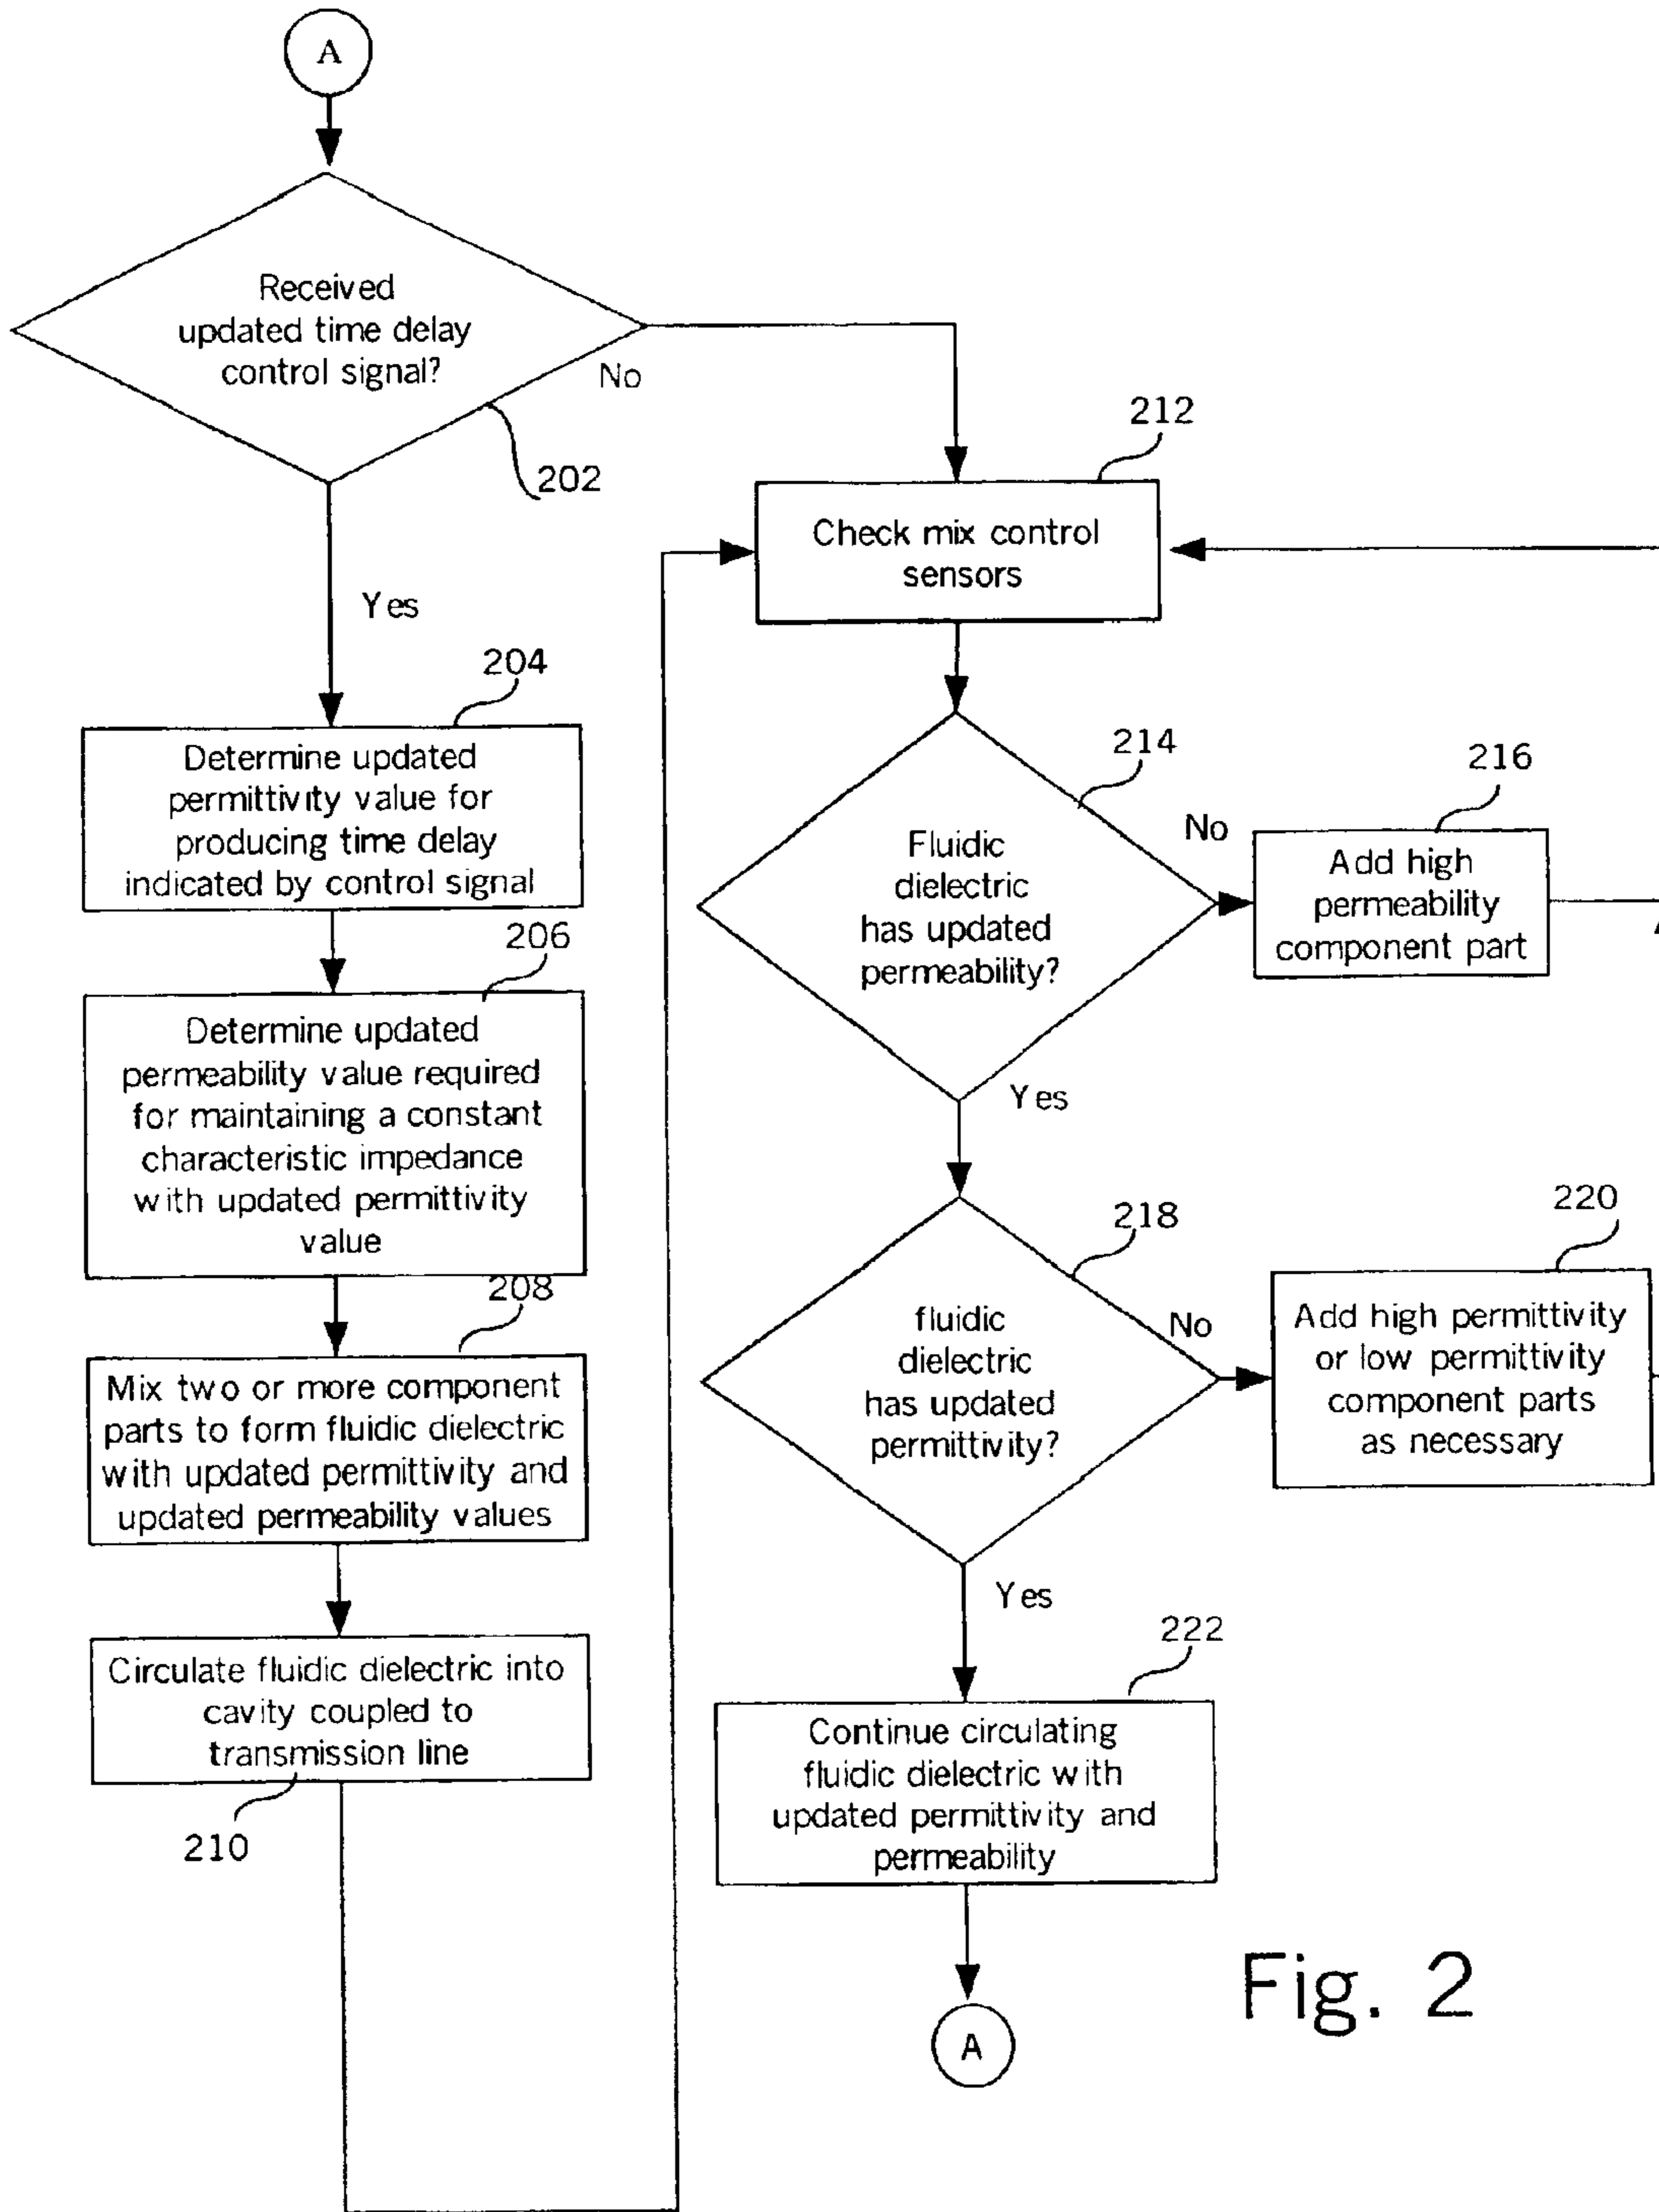 A
Received
updated time delay
control signal?
No
202
Yes
204
Determine updated
permittivity value for
producing time delay
indicated by control signal
206
Determine updated
permeability value required
for maintaining a constant
characteristic impedance
with updated permittivity
value
208
Mix two or more component
parts to form fluidic dielectric
with updated permittivity and
updated permeability values
Circulate fluidic dielectric into
cavity coupled to
transmission line
210
212
Check mix control
sensors
214
Fluidic
dielectric
has updated
permeability?
No
216
Add high
permeability
component part
Yes
218
fluidic
dielectric
has updated
permittivity?
No
220
Add high permittivity
or low permittivity
component parts
as necessary
Yes
222
Continue circulating
fluidic dielectric with
updated permittivity and
permeability
A
Fig. 2